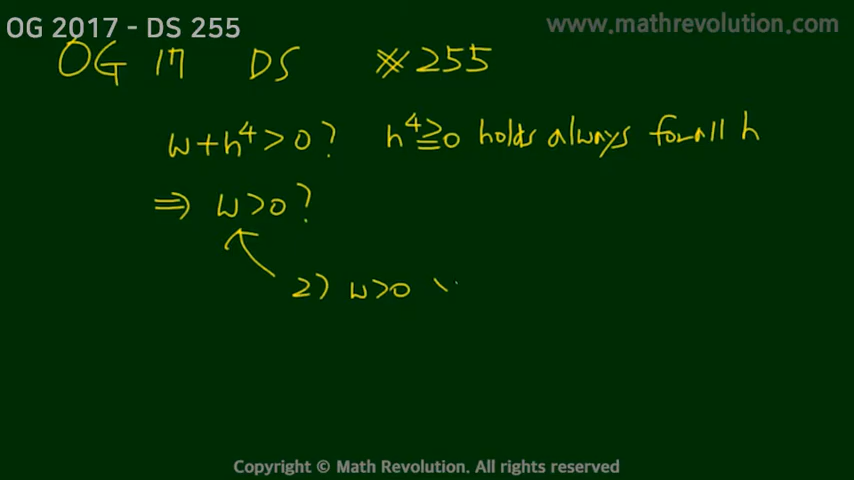 OG 2017 - DS 255
www.mathrevolution.com
OG 17 DS ※255
w+h⁴>0? h⁴≧0 holds always for all h
⇒ w>0?
2) w>0
Copyright © Math Revolution. All rights reserved